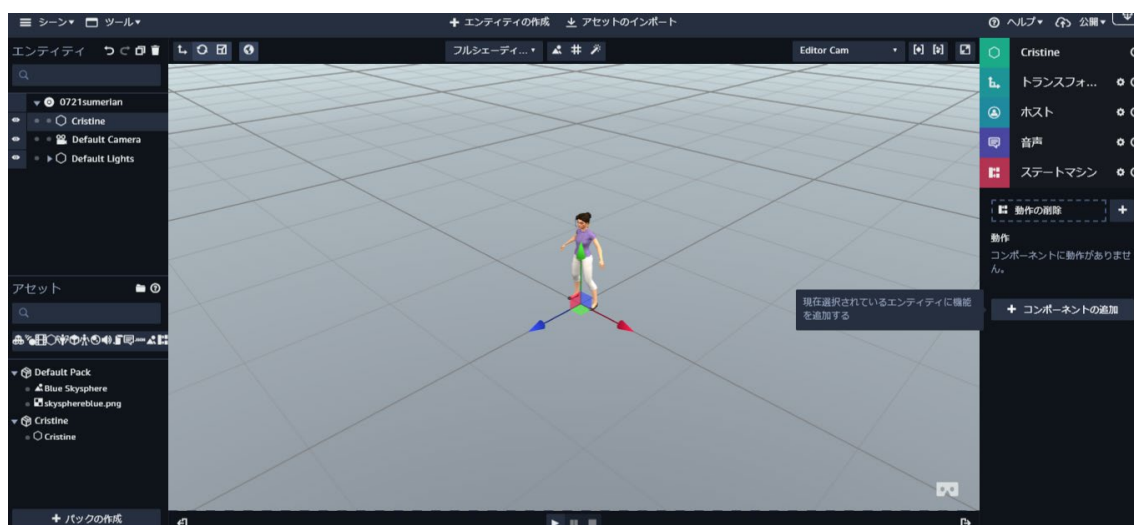 シーン▾ ツール▾
+ エンティティの作成 アセットのインポート
ヘルプ▾ 公開▾
エンティティ
0721sumerian
Cristine
Default Camera
Default Lights
アセット
Default Pack
Blue Skysphere
skysphereblue.png
Cristine
Cristine
+ パックの作成
フルシェーディ...▾
Editor Cam
現在選択されているエンティティに機能
を追加する
Cristine
トランスフォ...
ホスト
音声
ステートマシン
動作の削除 +
動作
コンポーネントに動作がありませ
ん。
+ コンポーネントの追加